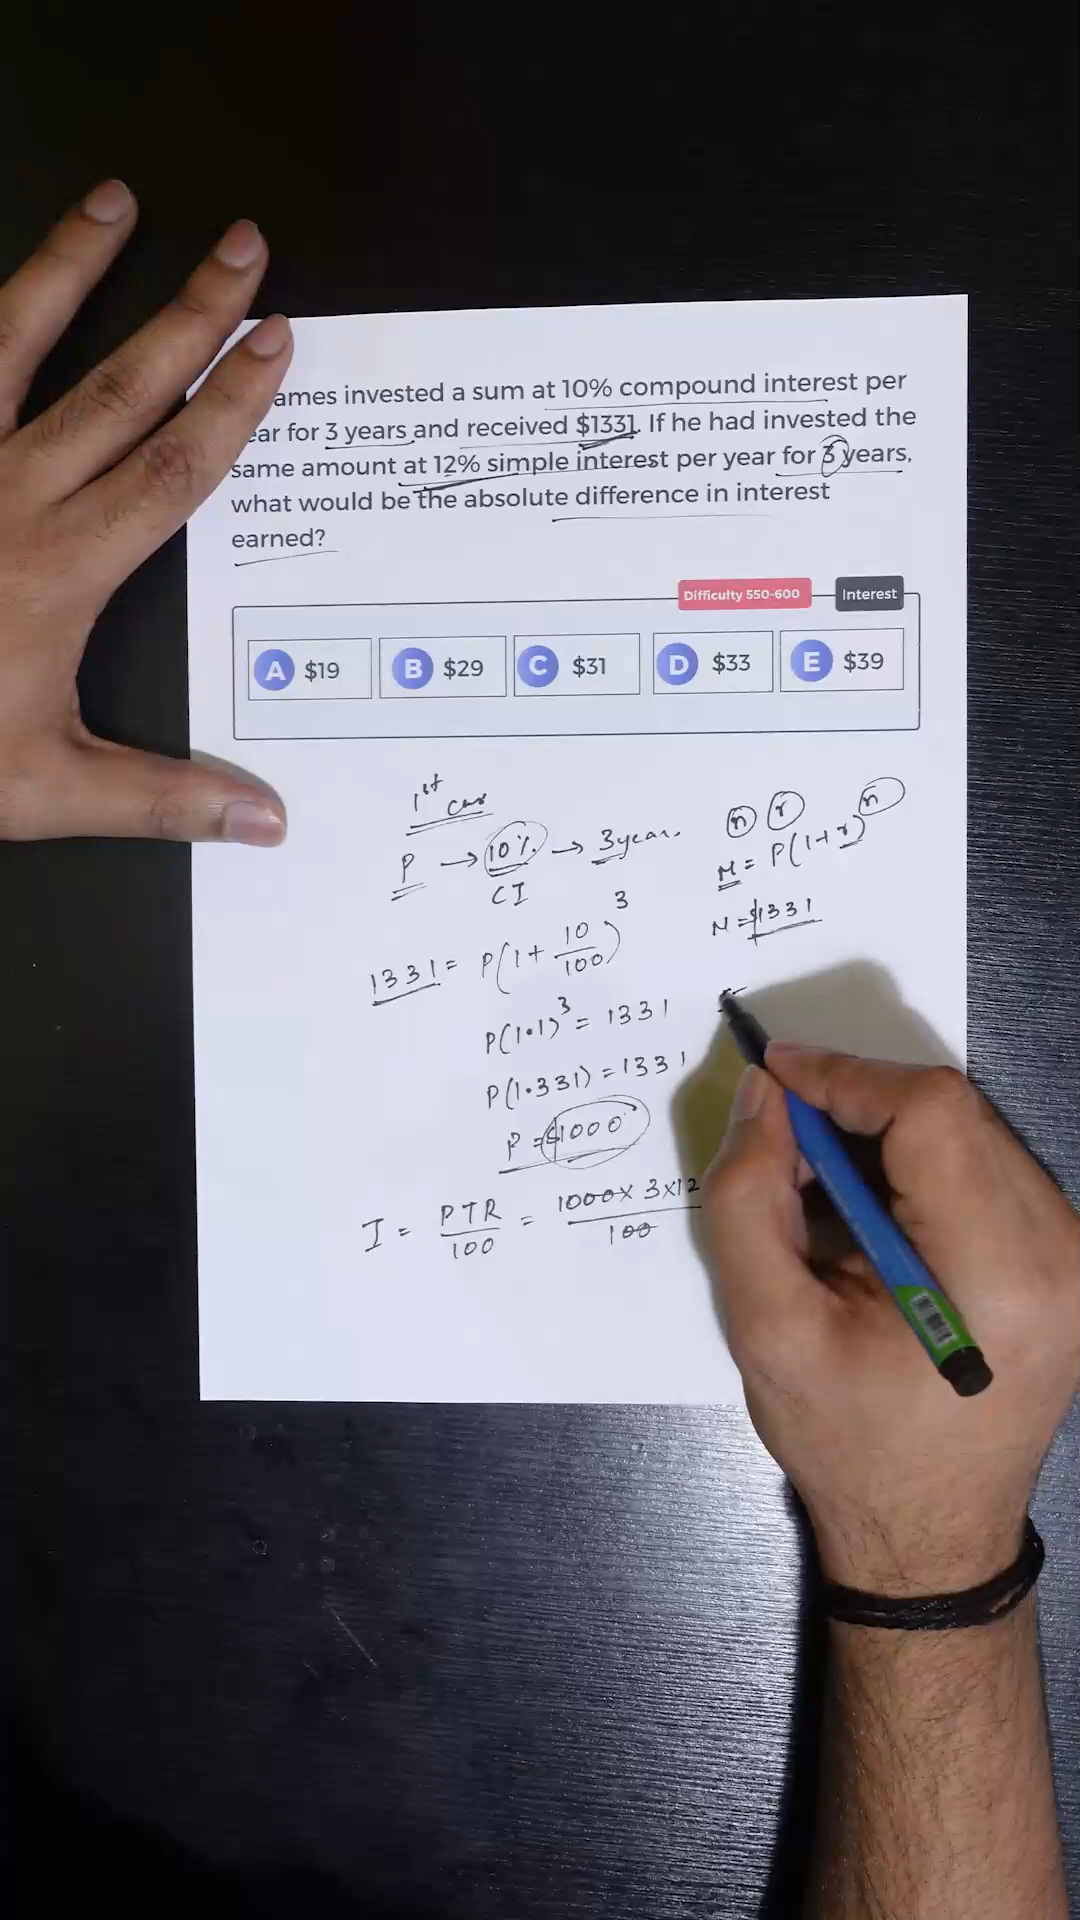 ames invested a sum at 10% compound interest per
ear for 3 years and received $1331. If he had invested the
same amount at 12% simple interest per year for 3 years,
what would be the absolute difference in interest
earned?
Difficulty 550-600 Interest
A $19 B $29 C $31 D $33 E $39
1st Case
P → 10% → 3 years.
CI
n r
M = P(1+r)^n
M = $1331
1331 = P(1 + 10/100)^3
P(1.1)^3 = 1331
P(1.331) = 1331
P = $1000
I = PTR/100 = 1000 x 3 x 12/100